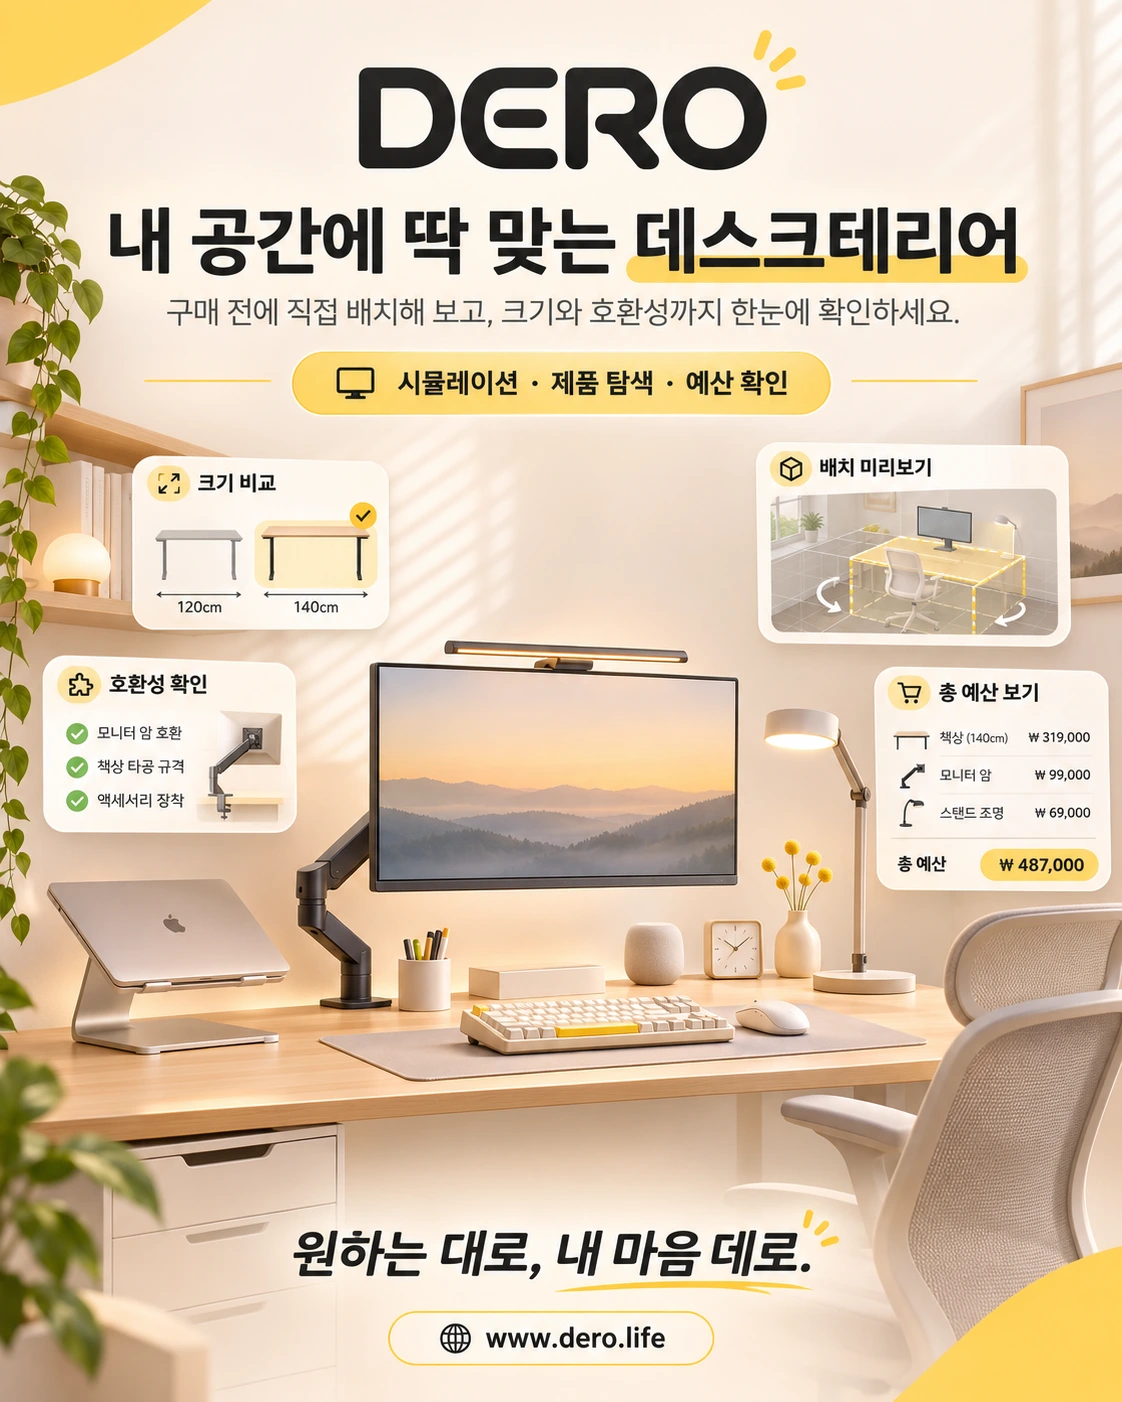 DERO
내 공간에 딱 맞는 데스크테리어
구매 전에 직접 배치해 보고, 크기와 호환성까지 한눈에 확인하세요.
시뮬레이션 · 제품 탐색 · 예산 확인
크기 비교
120cm 140cm
배치 미리보기
호환성 확인
모니터 암 호환
책상 타공 규격
액세서리 장착
총 예산 보기
책상 (140cm) ₩ 319,000
모니터 암 ₩ 99,000
스탠드 조명 ₩ 69,000
총 예산 ₩ 487,000
원하는 대로, 내 마음 데로.
www.dero.life